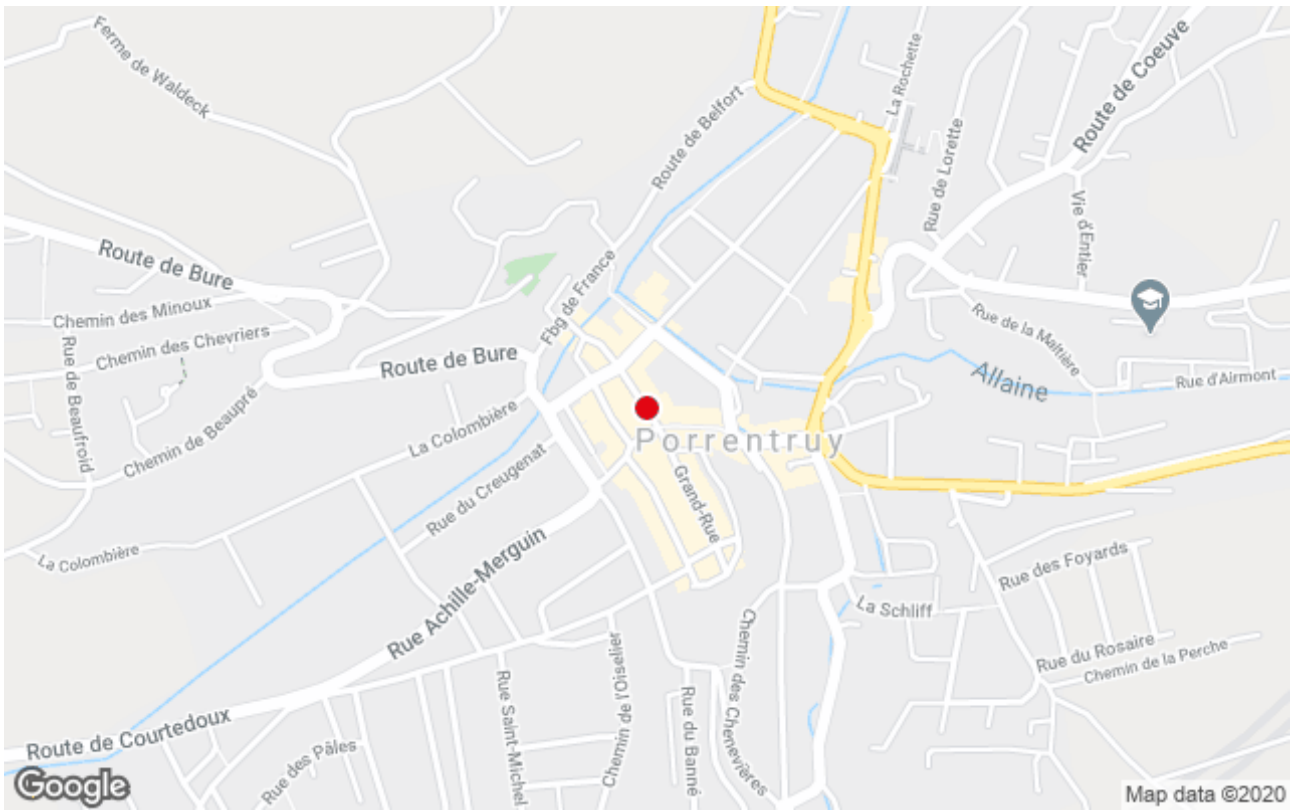 Ferme de Waldeck
La Rochette
Route de Coeuve
Route de Belfort
Rue de Lorette
Vie d'Entier
Route de Bure
Fbg de France
Chemin des Minoux
Chemin des Chevriers
Rue de Beaufroid
Route de Bure
Rue de la Maltière
Allaine
Rue d'Airmont
Chemin de Beaupré
La Colombière
Porrentruy
Rue du Creugenat
Grand-Rue
La Colombière
Rue Achille-Merguin
Rue des Foyards
La Schliff
Chemin de l'Oiselier
Chemin des Chenevières
Rue du Rosaire
Chemin de la Perche
Rue Saint-Michel
Rue du Banné
Route de Courtedoux
Rue des Pâles
Google
Map data ©2020